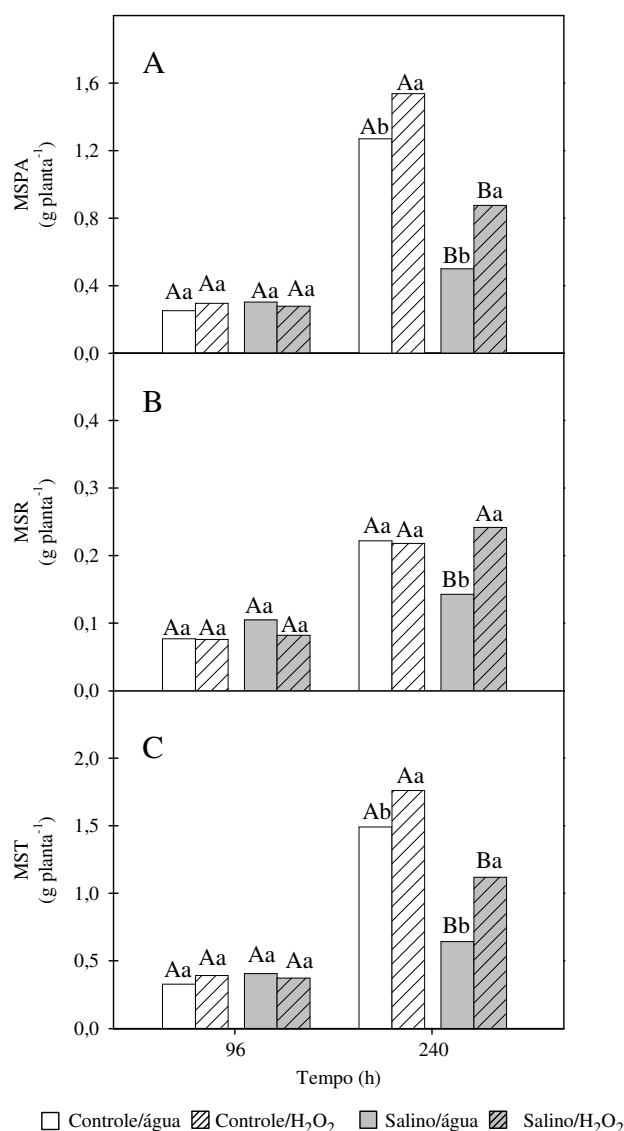 A
1,6
1,2
0,8
0,4
0,0
MSPA
(g planta⁻¹)
Aa Aa Aa Aa Ab Aa Bb Ba
B
0,4
0,3
0,2
0,1
0,0
MSR
(g planta⁻¹)
Aa Aa Aa Aa Aa Aa Bb Aa
C
2,0
1,5
1,0
0,5
0,0
MST
(g planta⁻¹)
Aa Aa Aa Aa Ab Aa Bb Ba
96 240
Tempo (h)
Controle/água Controle/H₂O₂ Salino/água Salino/H₂O₂